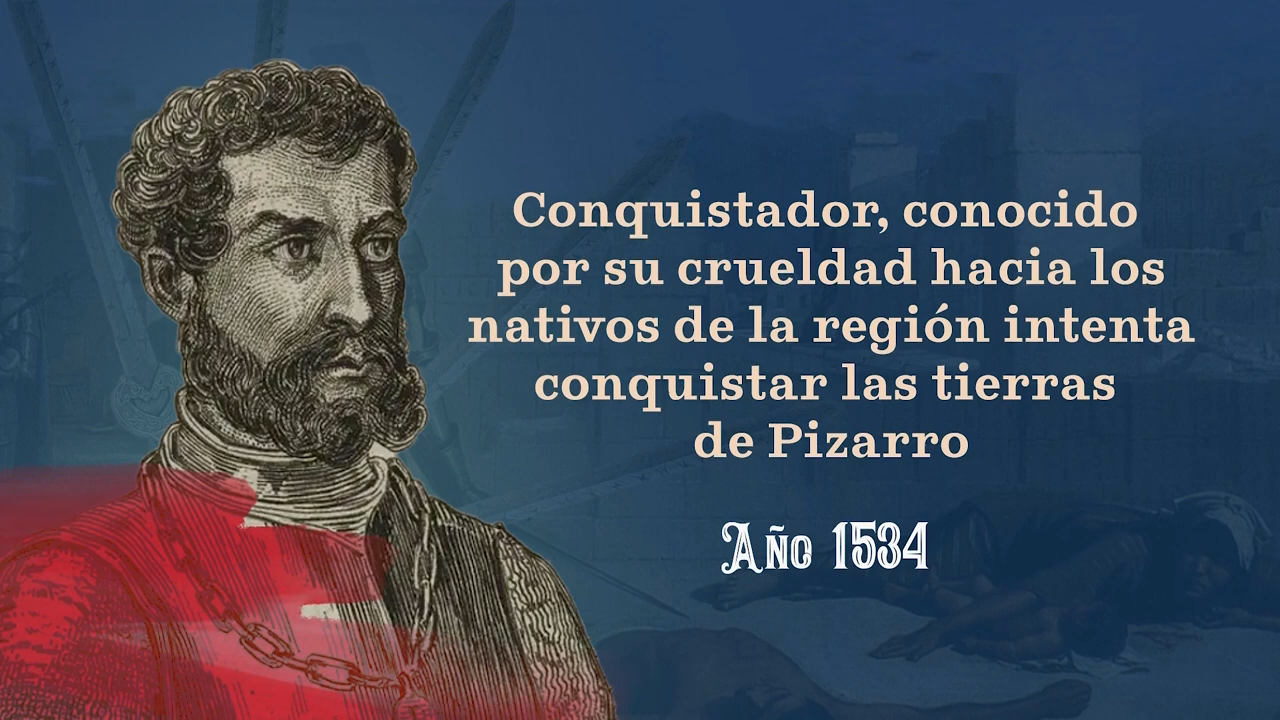 Conquistador, conocido
por su crueldad hacia los
nativos de la región intenta
conquistar las tierras
de Pizarro
Año 1534